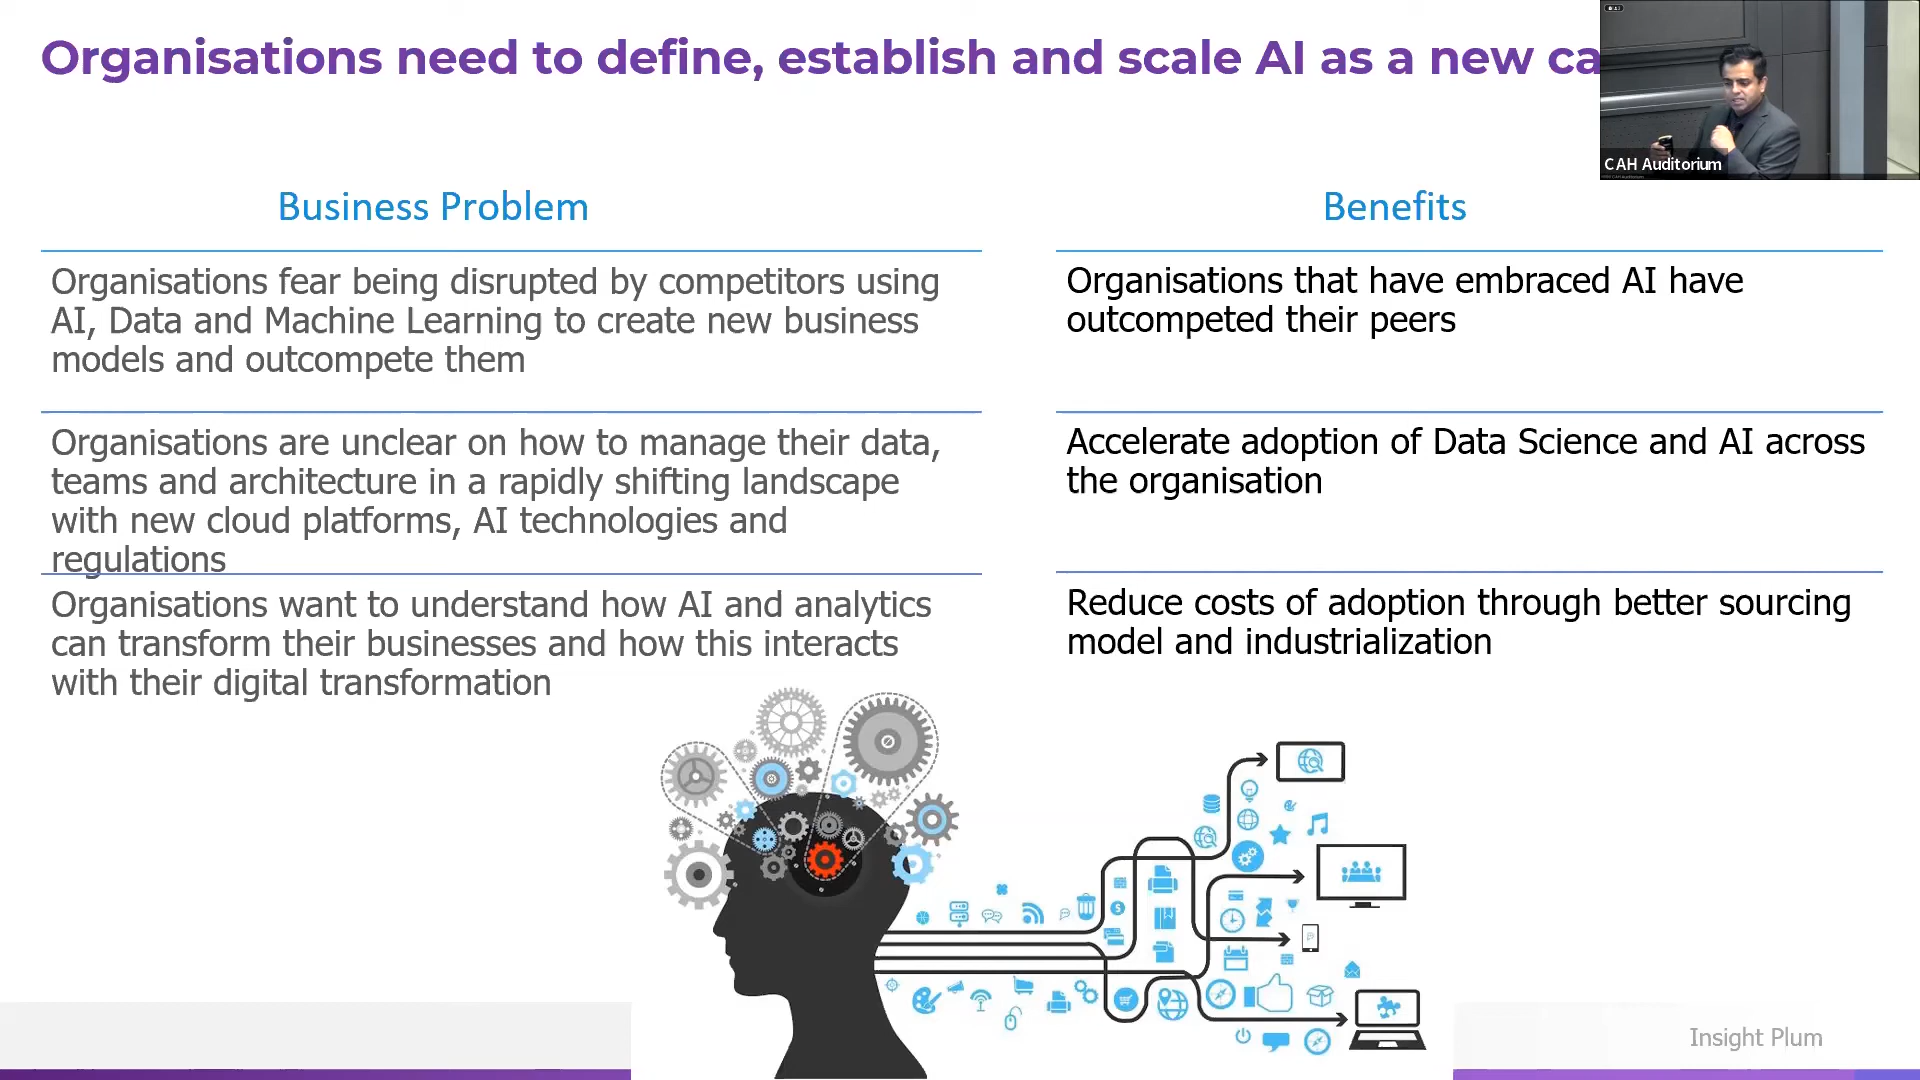 Organisations need to define, establish and scale AI as a new ca
CAH Auditorium
Business Problem
Organisations fear being disrupted by competitors using
AI, Data and Machine Learning to create new business
models and outcompete them
Organisations are unclear on how to manage their data,
teams and architecture in a rapidly shifting landscape
with new cloud platforms, AI technologies and
regulations
Organisations want to understand how AI and analytics
can transform their businesses and how this interacts
with their digital transformation
Benefits
Organisations that have embraced AI have
outcompeted their peers
Accelerate adoption of Data Science and AI across
the organisation
Reduce costs of adoption through better sourcing
model and industrialization
Insight Plum